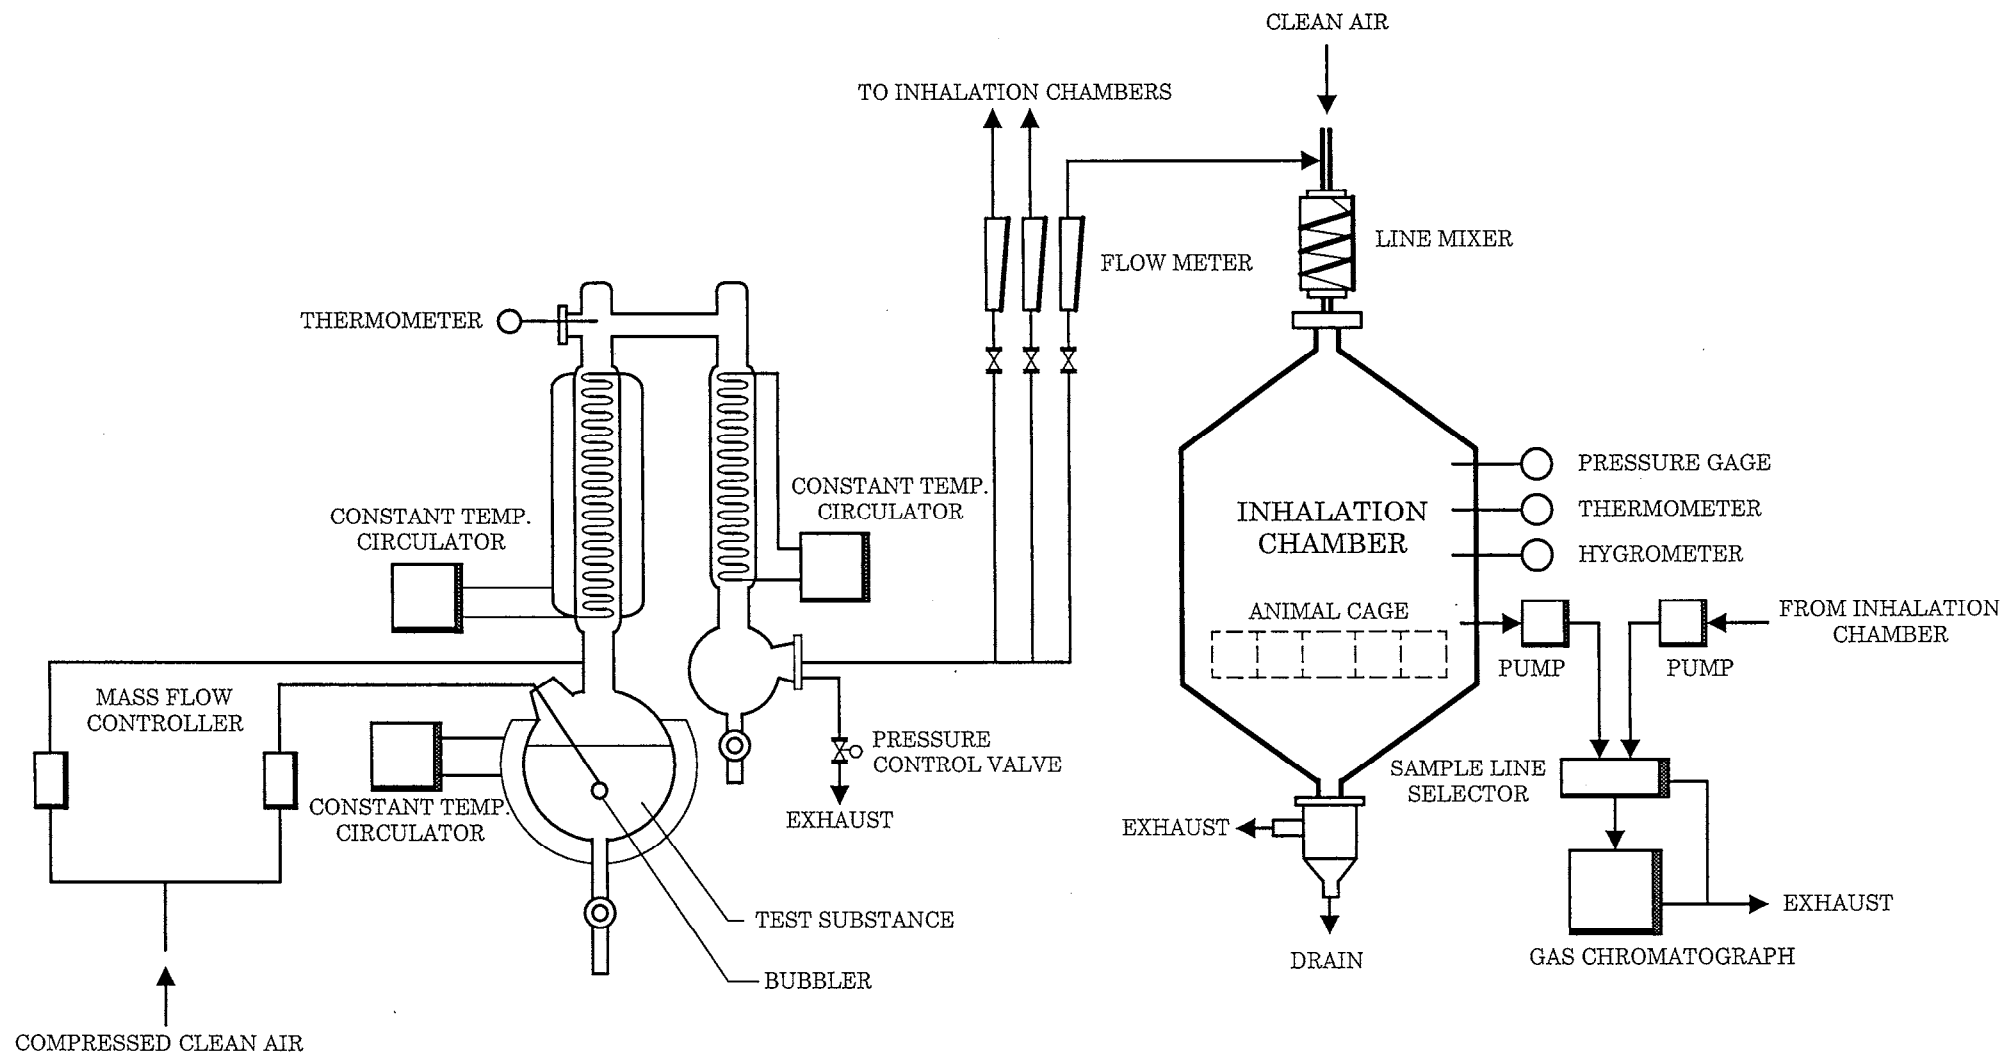 CLEAN AIR
TO INHALATION CHAMBERS
LINE MIXER
FLOW METER
THERMOMETER
PRESSURE GAGE
CONSTANT TEMP.
CIRCULATOR
THERMOMETER
INHALATION
CHAMBER
CONSTANT TEMP.
CIRCULATOR
HYGROMETER
ANIMAL CAGE
FROM INHALATION
CHAMBER
PUMP
PUMP
MASS FLOW
CONTROLLER
PRESSURE
CONTROL VALVE
SAMPLE LINE
SELECTOR
CONSTANT TEMP.
CIRCULATOR
EXHAUST
EXHAUST
EXHAUST
TEST SUBSTANCE
GAS CHROMATOGRAPH
DRAIN
BUBBLER
COMPRESSED CLEAN AIR